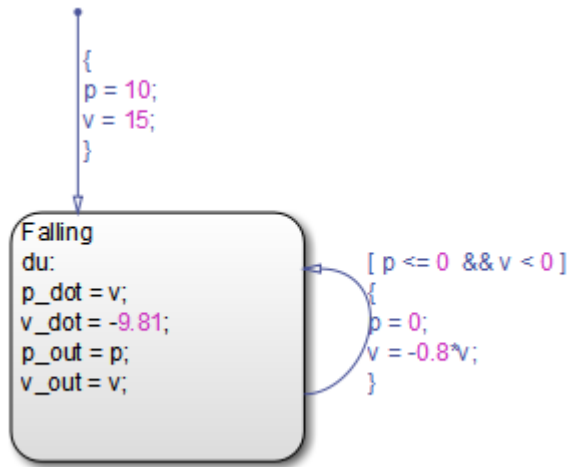 {
p = 10;
v = 15;
}
Falling
du:
p_dot = v;
v_dot = -9.81;
p_out = p;
v_out = v;
[ p <= 0 && v < 0 ]
{
p = 0;
v = -0.8*v;
}